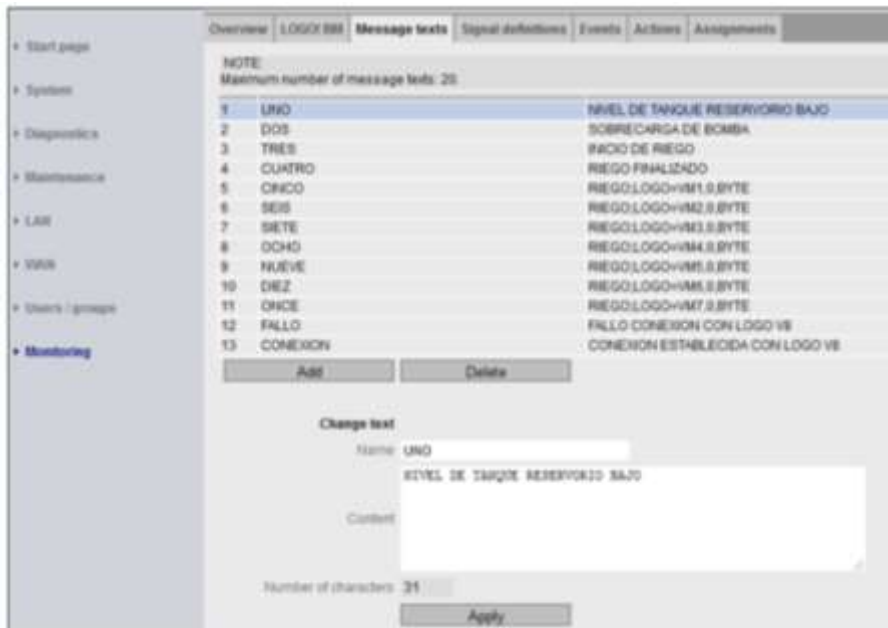 Overview LOGO! BM Message texts Signal definitions Events Actions Assignments
Start page
System
Diagnostics
Maintenance
LAN
WAN
Users / groups
Monitoring
NOTE:
Maximum number of message texts: 20
1 UNO NIVEL DE TANQUE RESERVORIO BAJO
2 DOS SOBRECARGA DE BOMBA
3 TRES INICIO DE RIEGO
4 CUATRO RIEGO FINALIZADO
5 CINCO RIEGO;LOGO=VM1.0,BYTE
6 SEIS RIEGO;LOGO=VM2.0,BYTE
7 SIETE RIEGO;LOGO=VM3.0,BYTE
8 OCHO RIEGO;LOGO=VM4.0,BYTE
9 NUEVE RIEGO;LOGO=VM5.0,BYTE
10 DIEZ RIEGO;LOGO=VM6.0,BYTE
11 ONCE RIEGO;LOGO=VM7.0,BYTE
12 FALLO FALLO CONEXION CON LOGO V8
13 CONEXION CONEXION ESTABLECIDA CON LOGO V8
Add Delete
Change text
Name UNO
Content NIVEL DE TANQUE RESERVORIO BAJO
Number of characters 31
Apply